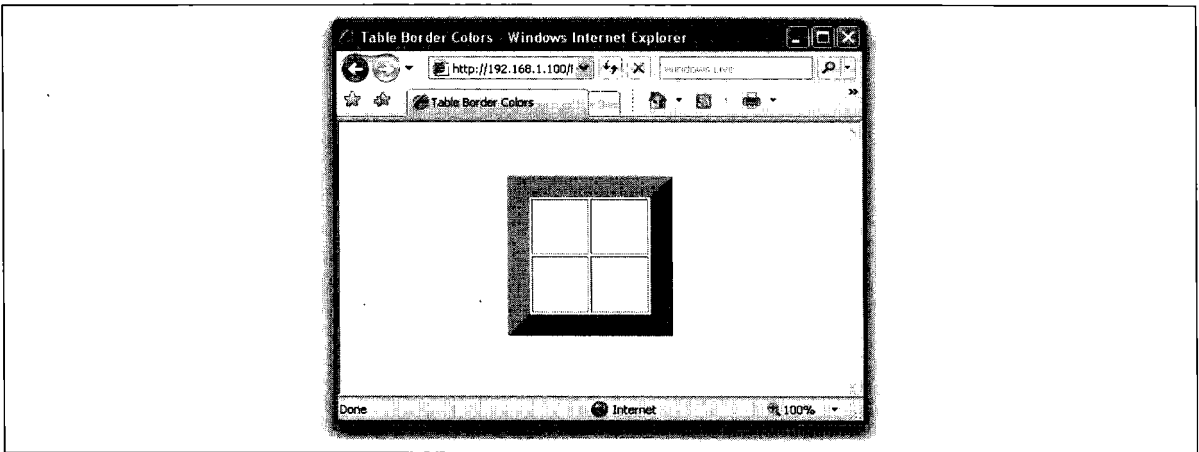 Table Border Colors - Windows Internet Explorer
http://192.168.1.100/
Windows Live
Table Border Colors
Done
Internet
100%